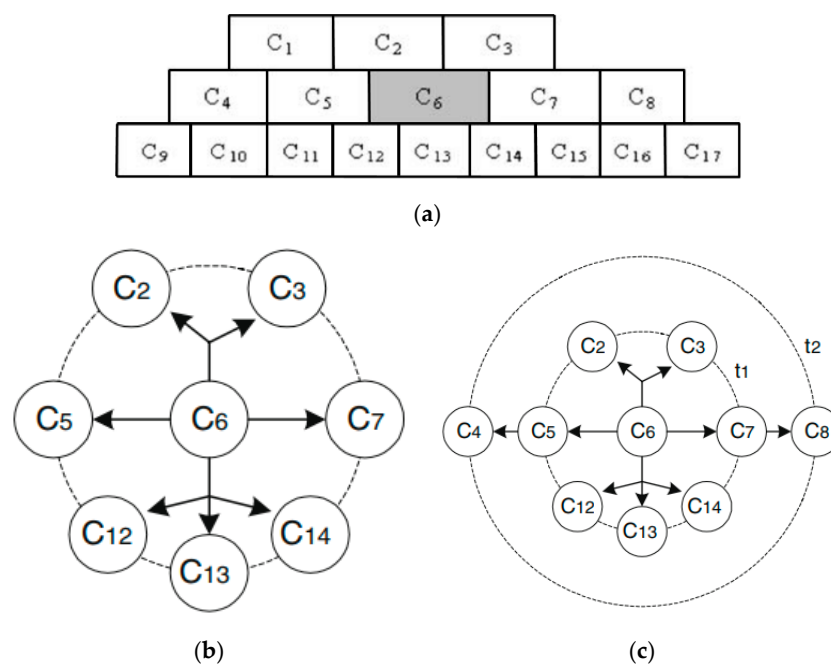 C1 C2 C3
C4 C5 C6 C7 C8
C9 C10 C11 C12 C13 C14 C15 C16 C17
(a)
C2 C3
C5 C6 C7
C12 C13 C14
(b)
C2 C3 t1 t2
C4 C5 C6 C7 C8
C12 C13 C14
(c)